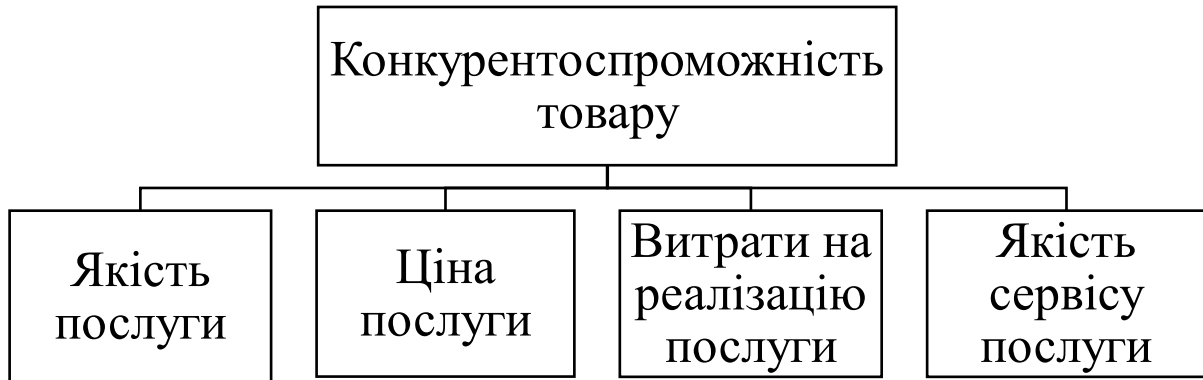 Конкурентоспроможність
товару
Якість
послуги
Ціна
послуги
Витрати на
реалізацію
послуги
Якість
сервісу
послуги